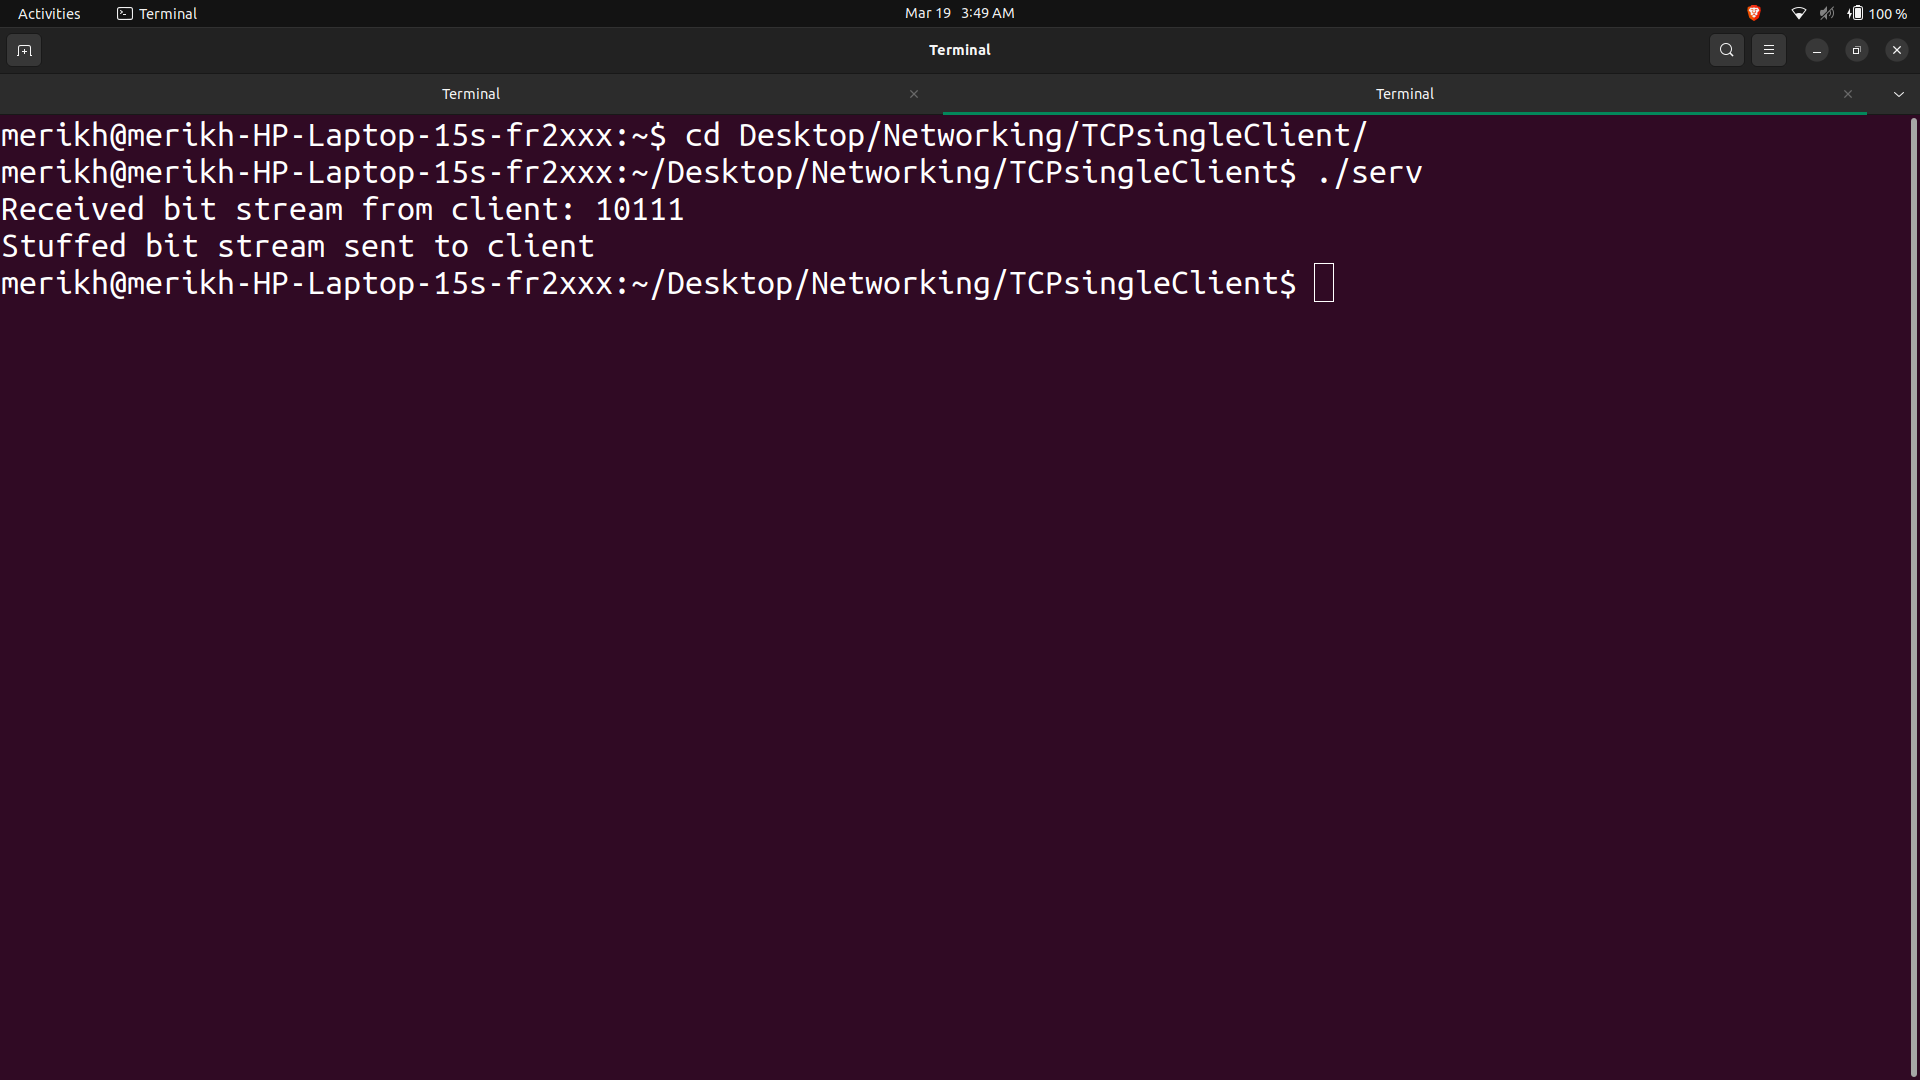 Activities Terminal Mar 19 3:49 AM 100 %
Terminal
Terminal Terminal
merikh@merikh-HP-Laptop-15s-fr2xxx:~$ cd Desktop/Networking/TCPsingleClient/
merikh@merikh-HP-Laptop-15s-fr2xxx:~/Desktop/Networking/TCPsingleClient$ ./serv
Received bit stream from client: 10111
Stuffed bit stream sent to client
merikh@merikh-HP-Laptop-15s-fr2xxx:~/Desktop/Networking/TCPsingleClient$